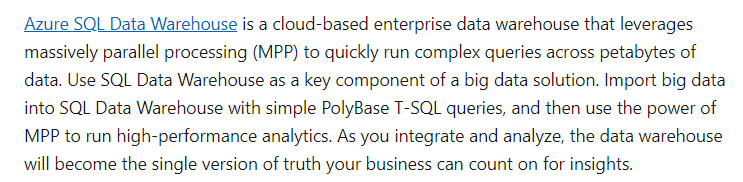 Azure SQL Data Warehouse is a cloud-based enterprise data warehouse that leverages
massively parallel processing (MPP) to quickly run complex queries across petabytes of
data. Use SQL Data Warehouse as a key component of a big data solution. Import big data
into SQL Data Warehouse with simple PolyBase T-SQL queries, and then use the power of
MPP to run high-performance analytics. As you integrate and analyze, the data warehouse
will become the single version of truth your business can count on for insights.